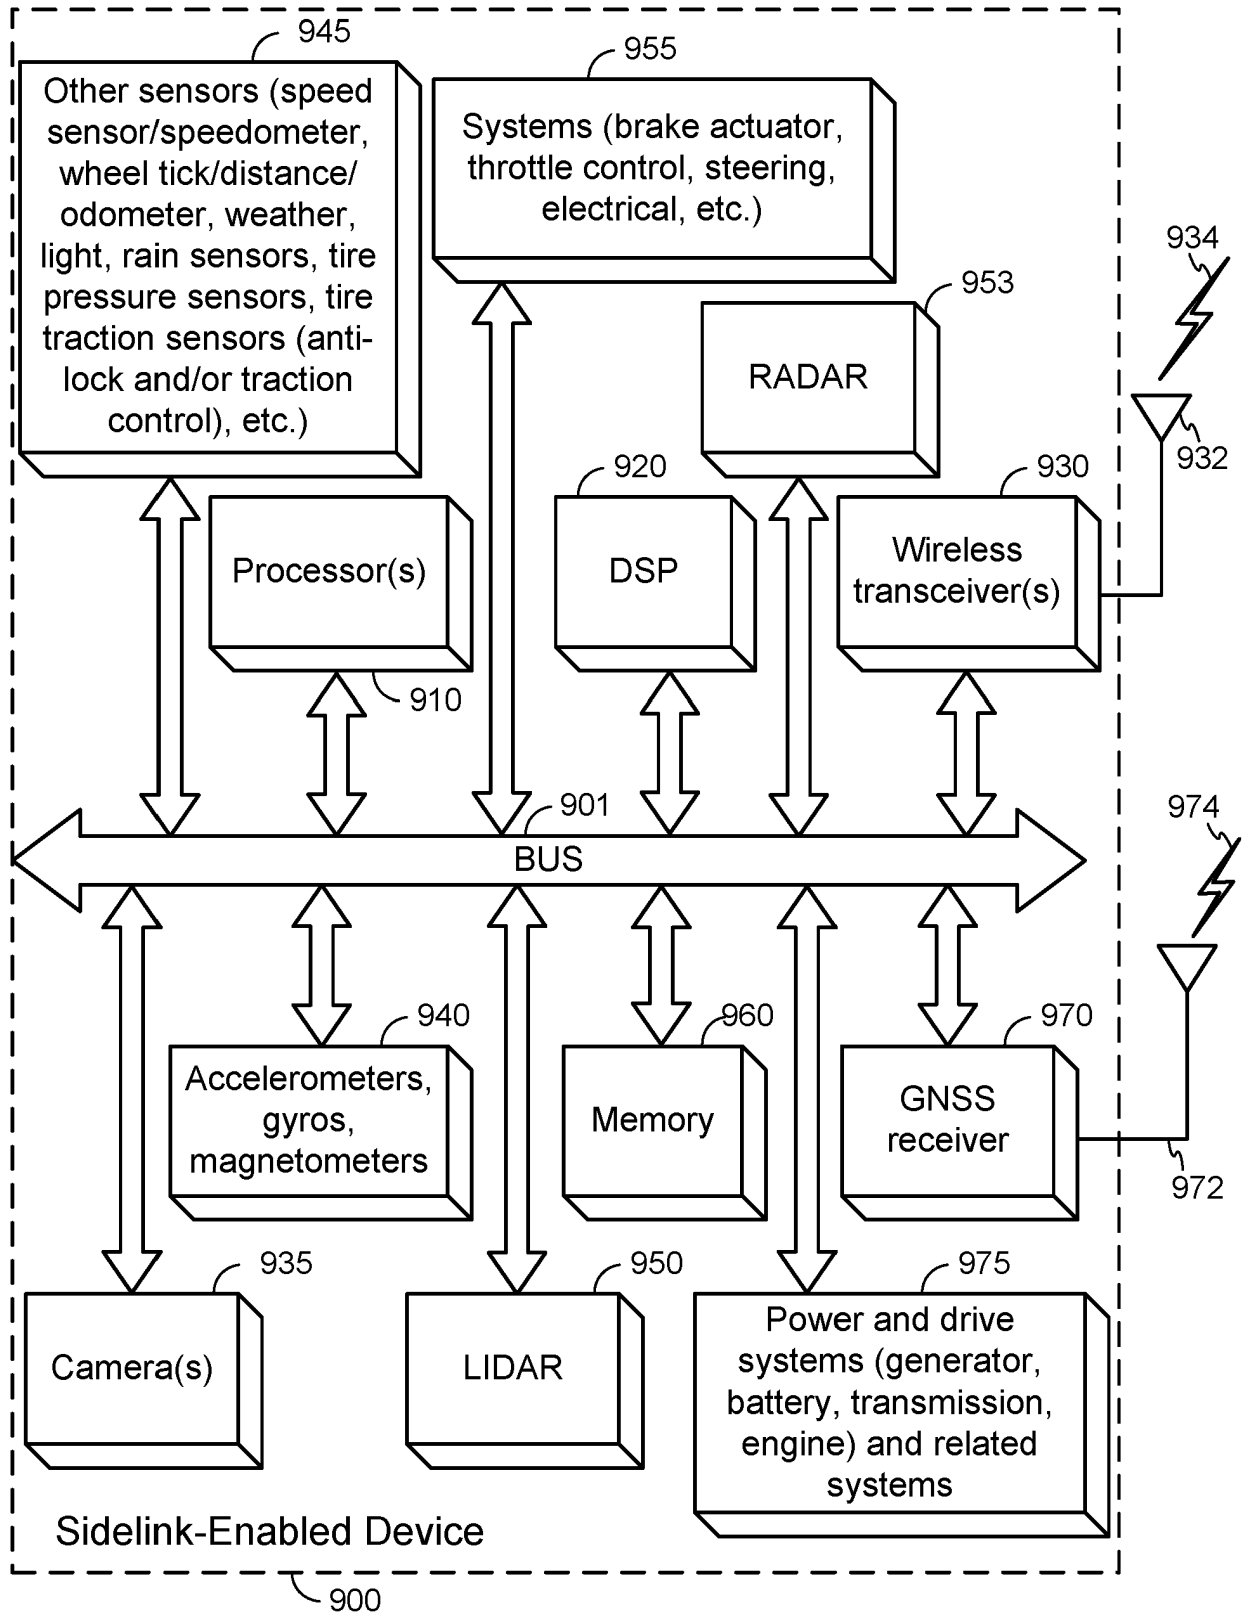 945
955
Other sensors (speed
sensor/speedometer,
wheel tick/distance/
odometer, weather,
light, rain sensors, tire
pressure sensors, tire
traction sensors (anti-
lock and/or traction
control), etc.)
Systems (brake actuator,
throttle control, steering,
electrical, etc.)
934
953
RADAR
932
920
930
Processor(s)
DSP
Wireless
transceiver(s)
910
901
BUS
974
940
960
970
Accelerometers,
gyros,
magnetometers
Memory
GNSS
receiver
972
935
950
975
Camera(s)
LIDAR
Power and drive
systems (generator,
battery, transmission,
engine) and related
systems
Sidelink-Enabled Device
900